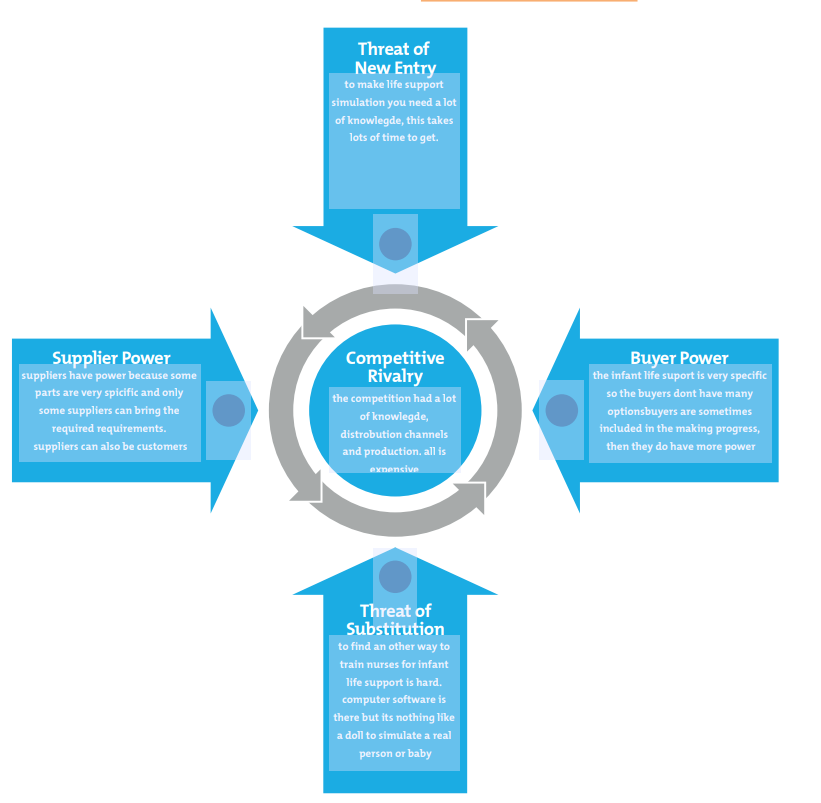 Threat of
New Entry
to make life support
simulation you need a lot
of knowlegde, this takes
lots of time to get.
Supplier Power
suppliers have power because some
parts are very spicific and only
some suppliers can bring the
required requirements.
suppliers can also be customers
Competitive
Rivalry
the competition had a lot
of knowlegde,
distrobution channels
and production. all is
expensive
Buyer Power
the infant life suport is very specific
so the buyers dont have many
optionsbuyers are sometimes
included in the making progress,
then they do have more power
Threat of
Substitution
to find an other way to
train nurses for infant
life support is hard.
computer software is
there but its nothing like
a doll to simulate a real
person or baby